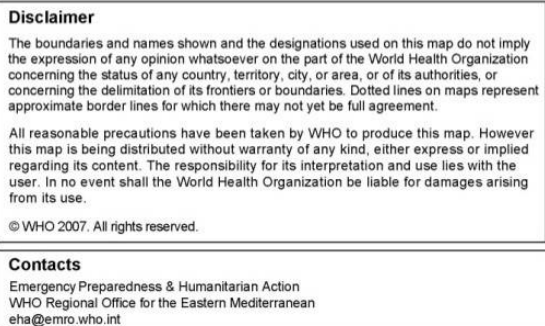 Disclaimer
The boundaries and names shown and the designations used on this map do not imply
the expression of any opinion whatsoever on the part of the World Health Organization
concerning the status of any country, territory, city, or area, or of its authorities, or
concerning the delimitation of its frontiers or boundaries. Dotted lines on maps represent
approximate border lines for which there may not yet be full agreement.
All reasonable precautions have been taken by WHO to produce this map. However
this map is being distributed without warranty of any kind, either express or implied
regarding its content. The responsibility for its interpretation and use lies with the
user. In no event shall the World Health Organization be liable for damages arising
from its use.
© WHO 2007. All rights reserved.
Contacts
Emergency Preparedness & Humanitarian Action
WHO Regional Office for the Eastern Mediterranean
eha@emro.who.int